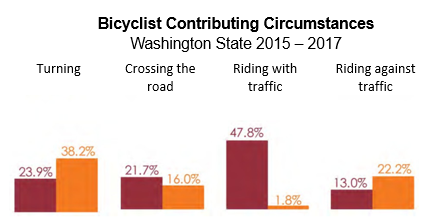 Bicyclist Contributing Circumstances
Washington State 2015 – 2017
Turning
Crossing the
road
Riding with
traffic
Riding against
traffic
23.9%
38.2%
21.7%
16.0%
47.8%
1.8%
13.0%
22.2%